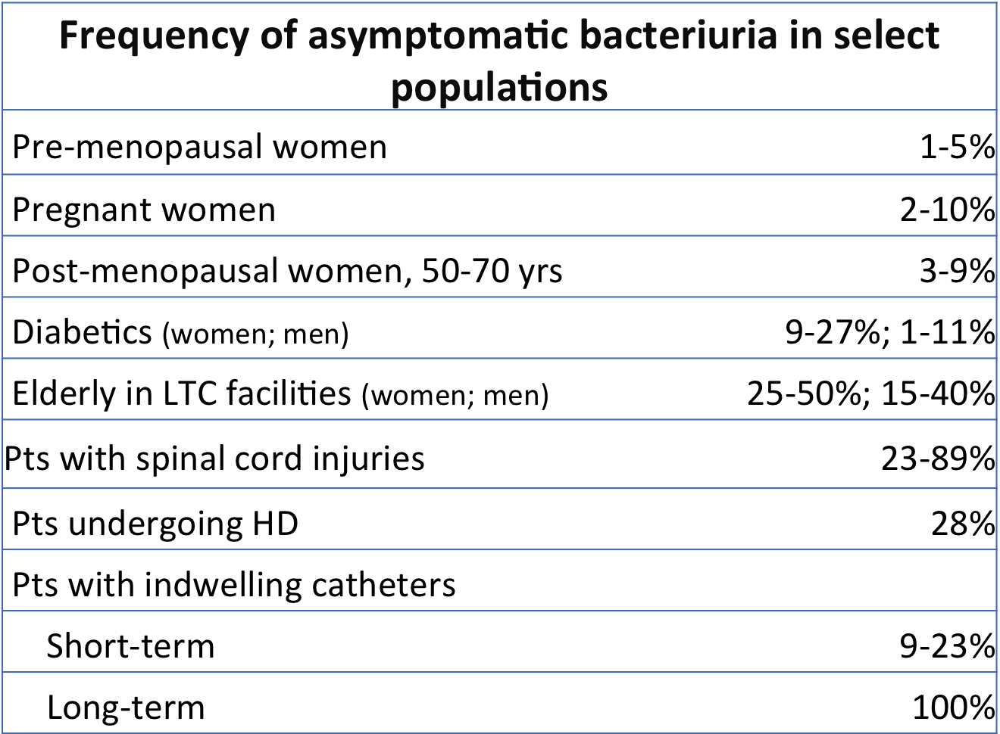 Frequency of asymptomatic bacteriuria in select
populations
Pre-menopausal women 1-5%
Pregnant women 2-10%
Post-menopausal women, 50-70 yrs 3-9%
Diabetics (women; men) 9-27%; 1-11%
Elderly in LTC facilities (women; men) 25-50%; 15-40%
Pts with spinal cord injuries 23-89%
Pts undergoing HD 28%
Pts with indwelling catheters
Short-term 9-23%
Long-term 100%